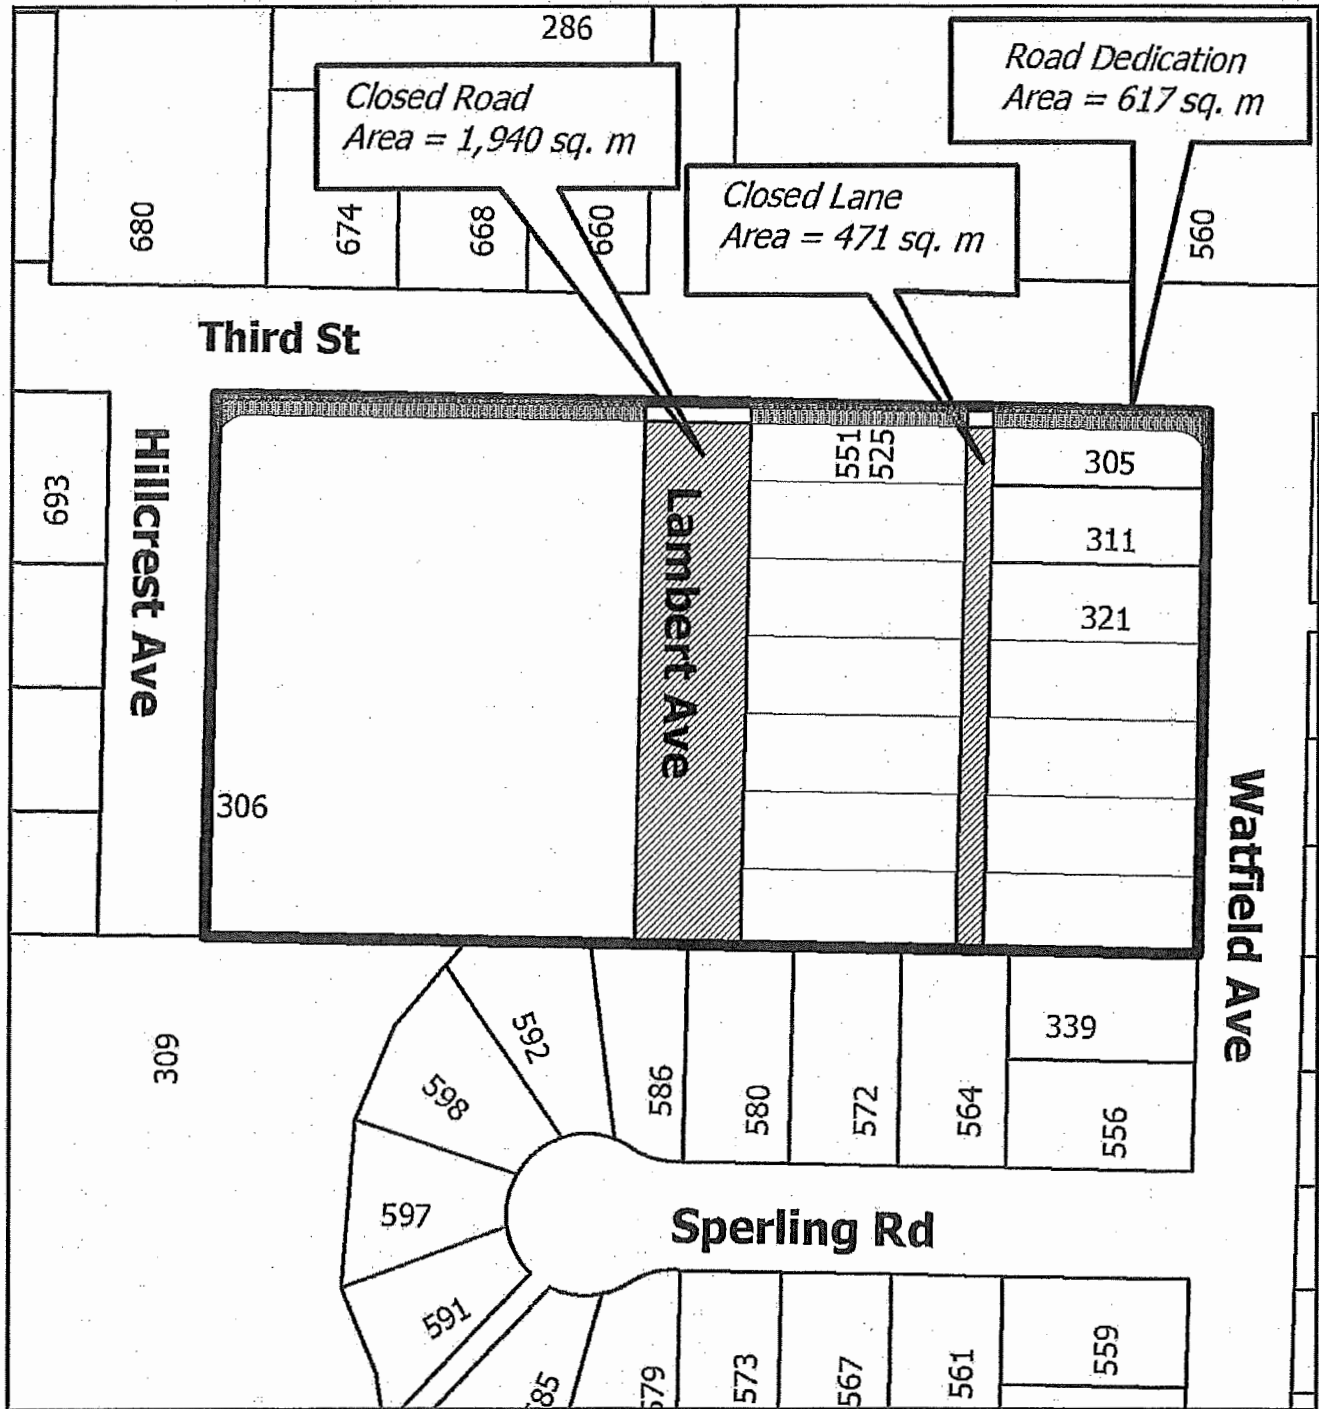 286
Closed Road
Area = 1,940 sq. m
Road Dedication
Area = 617 sq. m
Closed Lane
Area = 471 sq. m
680
674
668
660
560
Third St
693
Hillcrest Ave
306
Lambert Ave
551
525
305
311
321
Watfield Ave
309
592
598
597
591
586
580
572
564
339
556
Sperling Rd
585
579
573
567
561
559